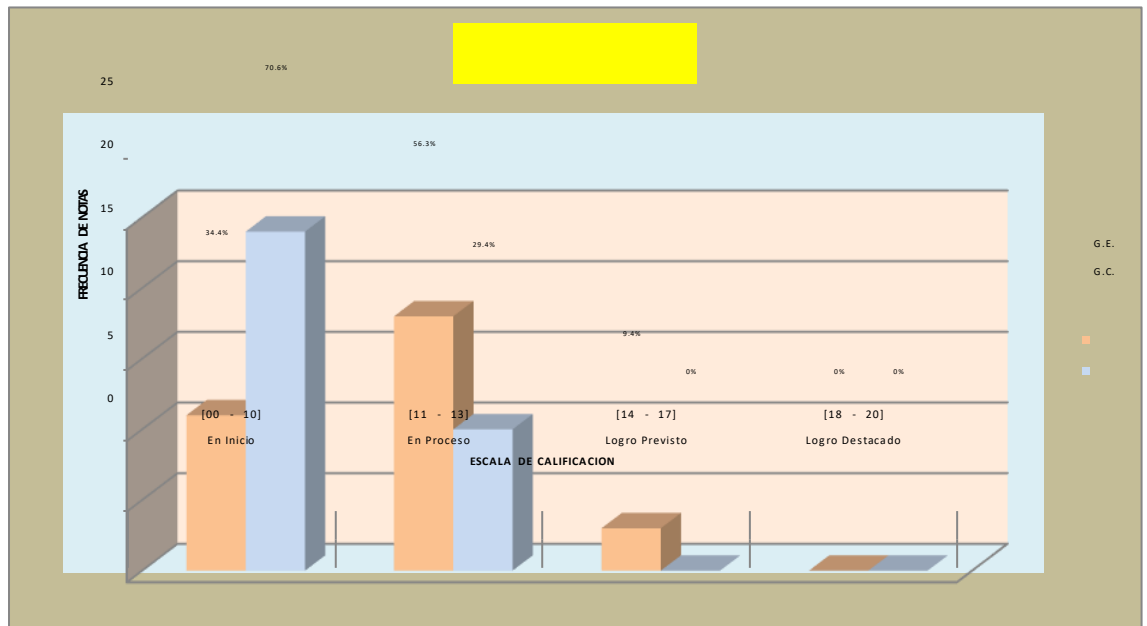 70.6%
25
20
56.3%
FRECUENCIA DE NOTAS
15
34.4%
29.4%
G.E.
10
G.C.
5
9.4%
0%
0%
0%
0
[00 - 10]
[11 - 13]
[14 - 17]
[18 - 20]
En Inicio
En Proceso
Logro Previsto
Logro Destacado
ESCALA DE CALIFICACION